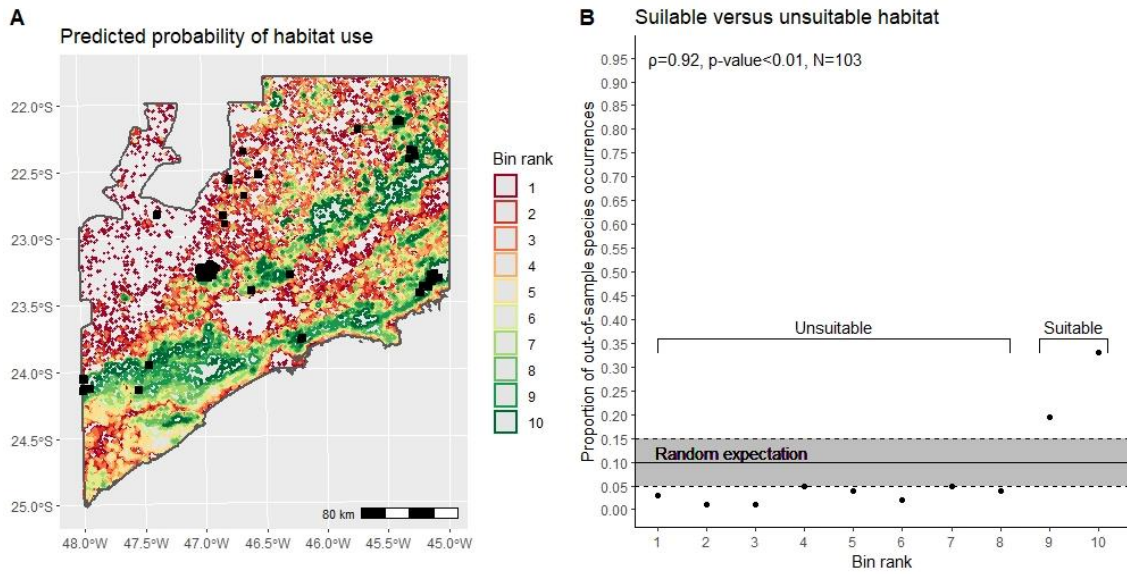 A
Predicted probability of habitat use
22.0°S
22.5°S
23.0°S
23.5°S
24.0°S
24.5°S
25.0°S
48.0°W
47.5°W
47.0°W
46.5°W
46.0°W
45.5°W
45.0°W
80 km
Bin rank
1
2
3
4
5
6
7
8
9
10
B
Suilable versus unsuitable habitat
ρ=0.92, p-value<0.01, N=103
Proportion of out-of-sample species occurrences
0.95
0.90
0.85
0.80
0.75
0.70
0.65
0.60
0.55
0.50
0.45
0.40
0.35
0.30
0.25
0.20
0.15
0.10
0.05
0.00
Unsuitable
Suitable
Random expectation
1
2
3
4
5
6
7
8
9
10
Bin rank